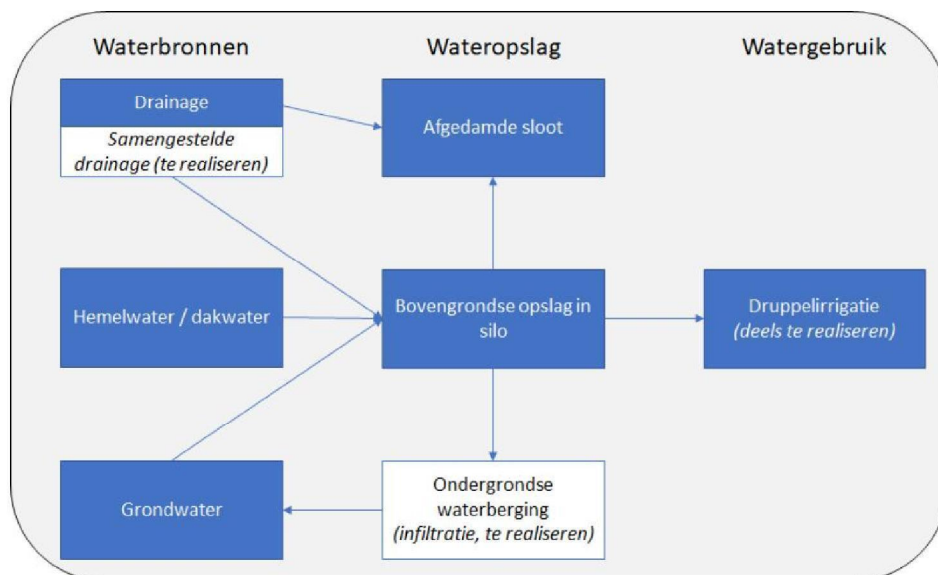 Waterbronnen
Wateropslag
Watergebruik
Drainage
Samengestelde
drainage (te realiseren)
Afgedamde sloot
Hemelwater / dakwater
Bovengrondse opslag in
silo
Druppelirrigatie
(deels te realiseren)
Grondwater
Ondergrondse
waterberging
(infiltratie, te realiseren)